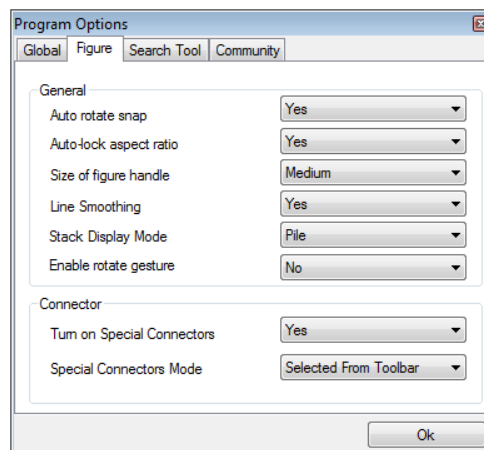 Program Options
Global Figure Search Tool Community
General
Auto rotate snap Yes
Auto-lock aspect ratio Yes
Size of figure handle Medium
Line Smoothing Yes
Stack Display Mode Pile
Enable rotate gesture No
Connector
Turn on Special Connectors Yes
Special Connectors Mode Selected From Toolbar
Ok